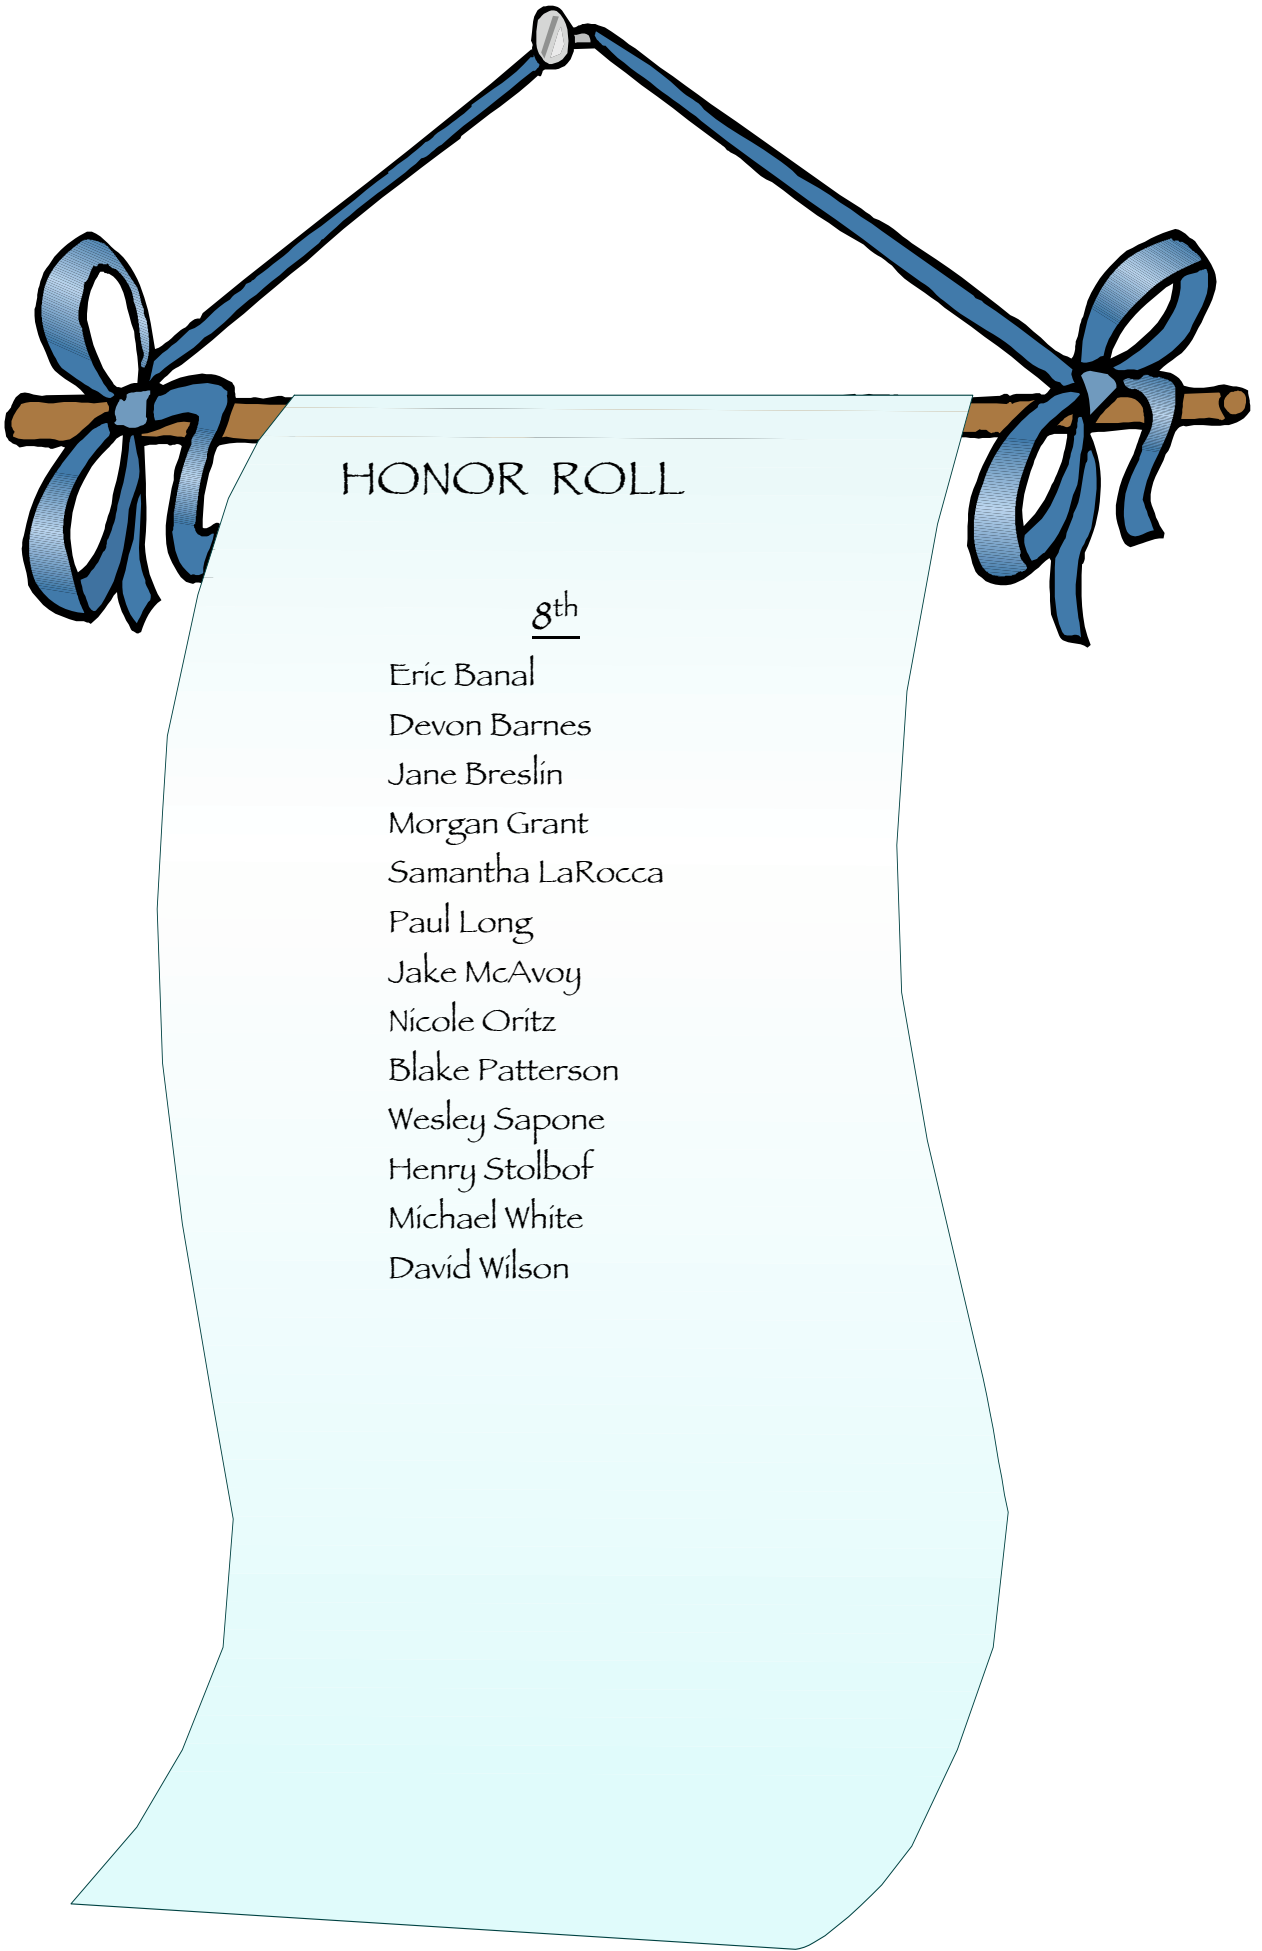 HONOR ROLL
8th
Eric Banal
Devon Barnes
Jane Breslin
Morgan Grant
Samantha LaRocca
Paul Long
Jake McAvoy
Nicole Oritz
Blake Patterson
Wesley Sapone
Henry Stolbof
Michael White
David Wilson